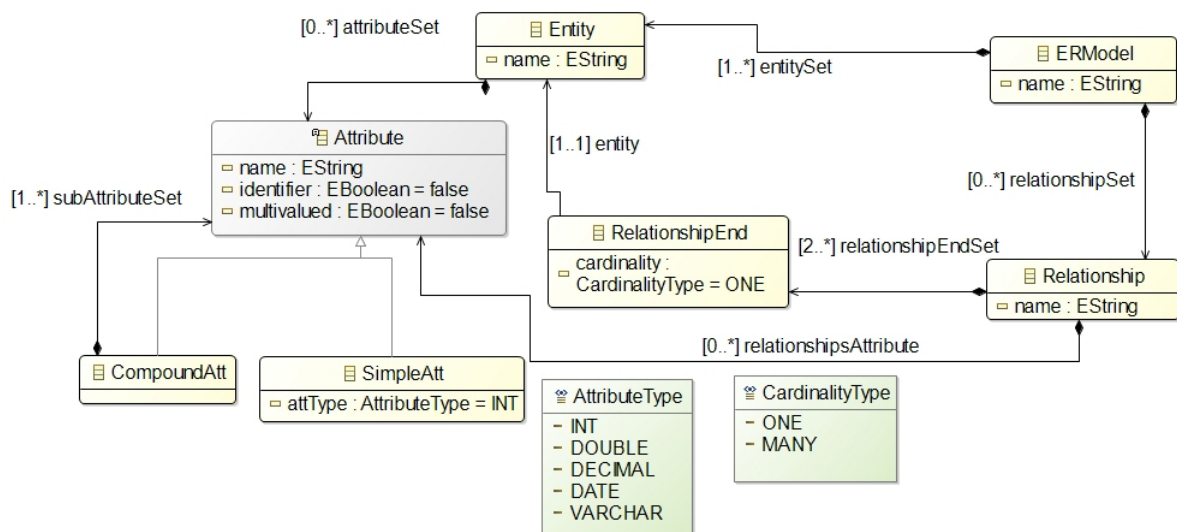 [0..*] attributeSet
Entity
name : EString
ERModel
name : EString
[1..*] entitySet
Attribute
name : EString
identifier : EBoolean = false
multivalued : EBoolean = false
[1..1] entity
[0..*] relationshipSet
[1..*] subAttributeSet
RelationshipEnd
cardinality :
CardinalityType = ONE
[2..*] relationshipEndSet
Relationship
name : EString
[0..*] relationshipsAttribute
CompoundAtt
SimpleAtt
attType : AttributeType = INT
AttributeType
INT
DOUBLE
DECIMAL
DATE
VARCHAR
CardinalityType
ONE
MANY